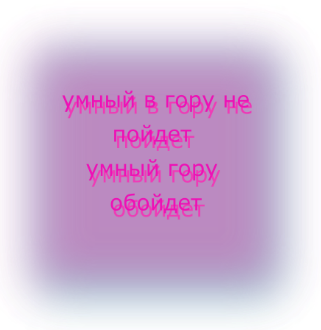 умный в гору не
пойдет
умный гору
обойдет